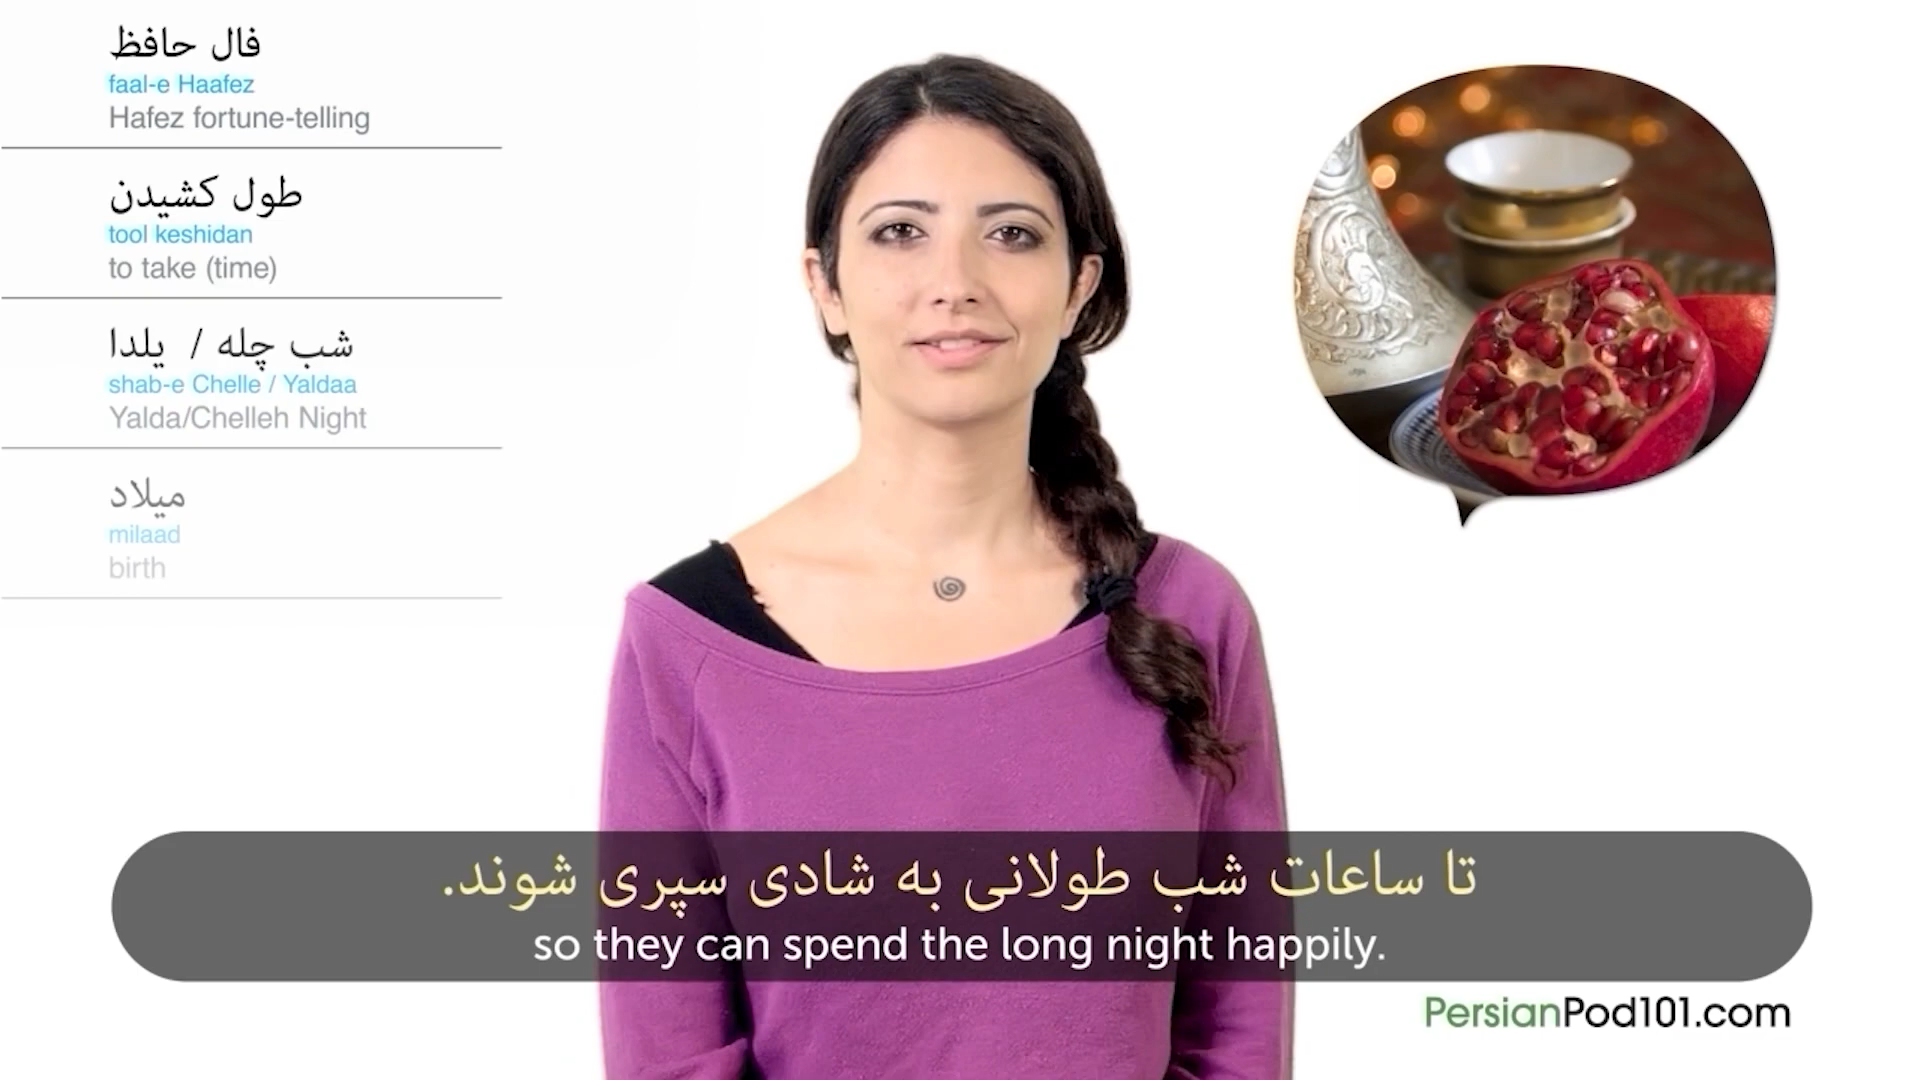 فال حافظ
faal-e Haafez
Hafez fortune-telling
طول کشیدن
tool keshidan
to take (time)
شب چله / یلدا
shab-e Chelle / Yaldaa
Yalda/Chelleh Night
میلاد
milaad
birth
تا ساعات شب طولانی به شادی سپری شوند.
so they can spend the long night happily.
PersianPod101.com